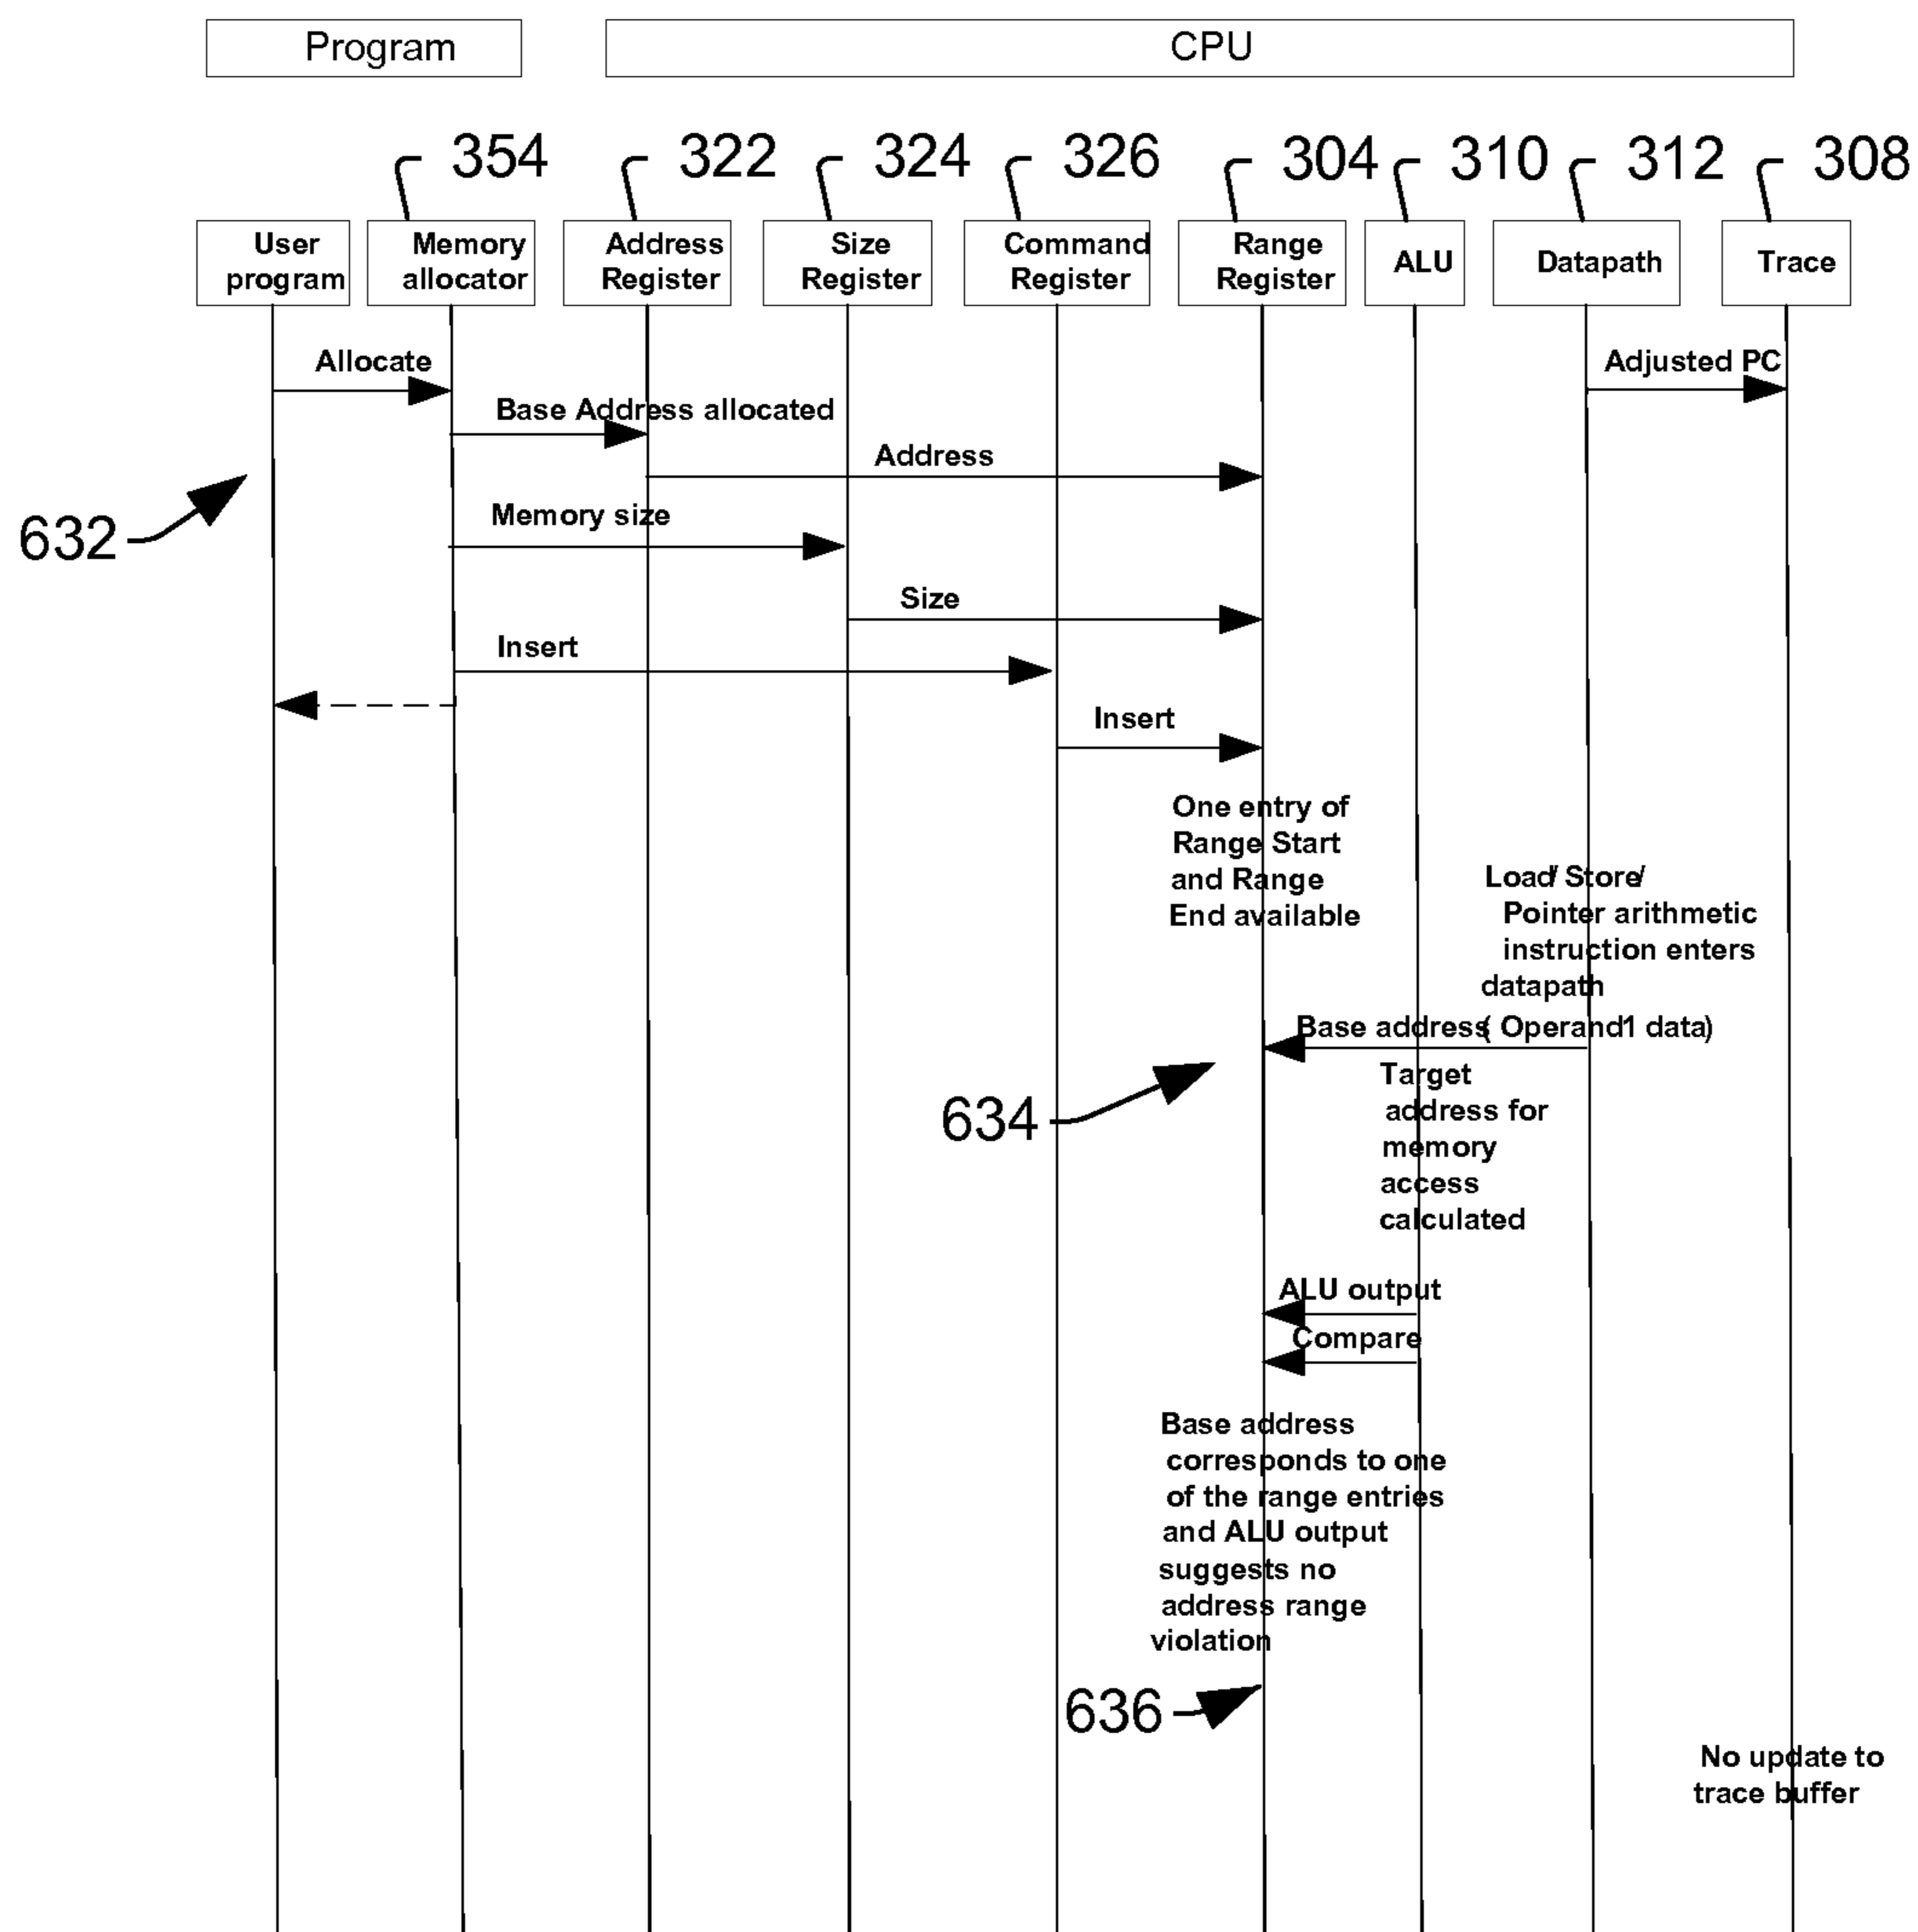 Program
CPU
354
322
324
326
304
310
312
308
User
program
Memory
allocator
Address
Register
Size
Register
Command
Register
Range
Register
ALU
Datapath
Trace
Allocate
Adjusted PC
Base Address allocated
Address
632
Memory size
Size
Insert
Insert
One entry of
Range Start
and Range
End available
Load/ Store/
Pointer arithmetic
instruction enters
datapath
Base address( Operand1 data)
634
Target
address for
memory
access
calculated
ALU output
Compare
Base address
corresponds to one
of the range entries
and ALU output
suggests no
address range
violation
636
No update to
trace buffer